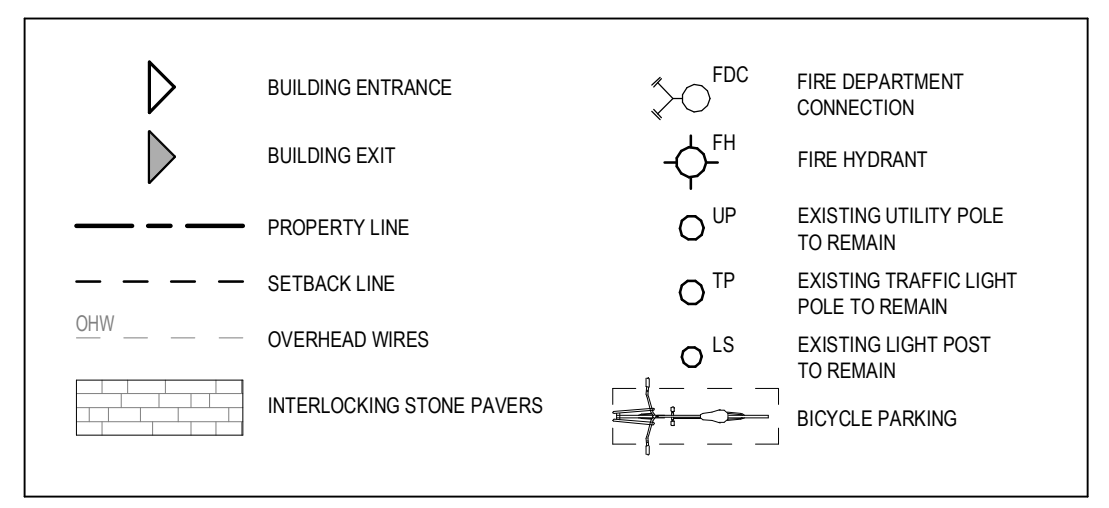 BUILDING ENTRANCE
BUILDING EXIT
PROPERTY LINE
SETBACK LINE
OHW
OVERHEAD WIRES
INTERLOCKING STONE PAVERS
FDC
FIRE DEPARTMENT
CONNECTION
FH
FIRE HYDRANT
UP
EXISTING UTILITY POLE
TO REMAIN
TP
EXISTING TRAFFIC LIGHT
POLE TO REMAIN
LS
EXISTING LIGHT POST
TO REMAIN
BICYCLE PARKING